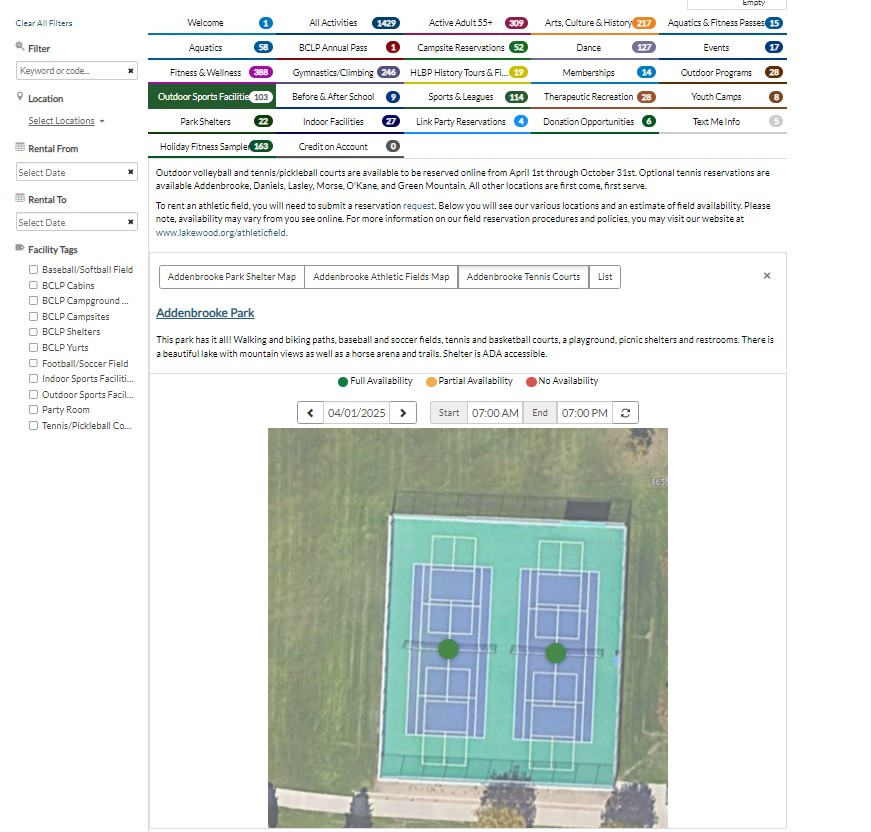 Empty
Clear All Filters
Filter
Keyword or code...
Location
Select Locations
Rental From
Select Date
Rental To
Select Date
Facility Tags
Baseball/Softball Field
BCLP Cabins
BCLP Campground ...
BCLP Campsites
BCLP Shelters
BCLP Yurts
Football/Soccer Field
Indoor Sports Faciliti...
Outdoor Sports Facil...
Party Room
Tennis/Pickleball Co...
Welcome 1 All Activities 1429 Active Adult 55+ 309 Arts, Culture & History 217 Aquatics & Fitness Passes 15
Aquatics 58 BCLP Annual Pass 1 Campsite Reservations 52 Dance 127 Events 17
Fitness & Wellness 388 Gymnastics/Climbing 246 HLBP History Tours & Fi... 19 Memberships 14 Outdoor Programs 28
Outdoor Sports Facilitie 103 Before & After School 9 Sports & Leagues 114 Therapeutic Recreation 28 Youth Camps 8
Park Shelters 22 Indoor Facilities 27 Link Party Reservations 4 Donation Opportunities 6 Text Me Info 5
Holiday Fitness Sampler 163 Credit on Account 0
Outdoor volleyball and tennis/pickleball courts are available to be reserved online from April 1st through October 31st. Optional tennis reservations are
available Addenbrooke, Daniels, Lasley, Morse, O'Kane, and Green Mountain. All other locations are first come, first serve.
To rent an athletic field, you will need to submit a reservation request. Below you will see our various locations and an estimate of field availability. Please
note, availability may vary from you see online. For more information on our field reservation procedures and policies, you may visit our website at
www.lakewood.org/athleticfield.
Addenbrooke Park Shelter Map Addenbrooke Athletic Fields Map Addenbrooke Tennis Courts List
Addenbrooke Park
This park has it all! Walking and biking paths, baseball and soccer fields, tennis and basketball courts, a playground, picnic shelters and restrooms. There is
a beautiful lake with mountain views as well as a horse arena and trails. Shelter is ADA accessible.
Full Availability Partial Availability No Availability
04/01/2025 Start 07:00 AM End 07:00 PM
865